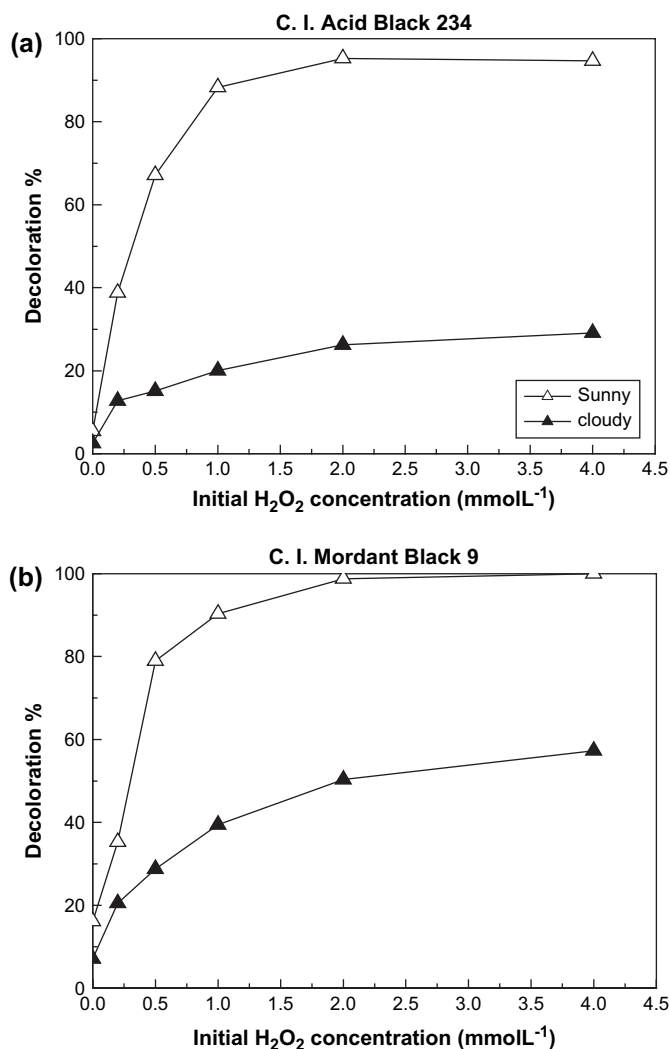 C. I. Acid Black 234
(a)
100
80
60
40
20
0
Decoloration %
Sunny
cloudy
0.0 0.5 1.0 1.5 2.0 2.5 3.0 3.5 4.0 4.5
Initial H₂O₂ concentration (mmolL⁻¹)
C. I. Mordant Black 9
(b)
100
80
60
40
20
0
Decoloration %
0.0 0.5 1.0 1.5 2.0 2.5 3.0 3.5 4.0 4.5
Initial H₂O₂ concentration (mmolL⁻¹)